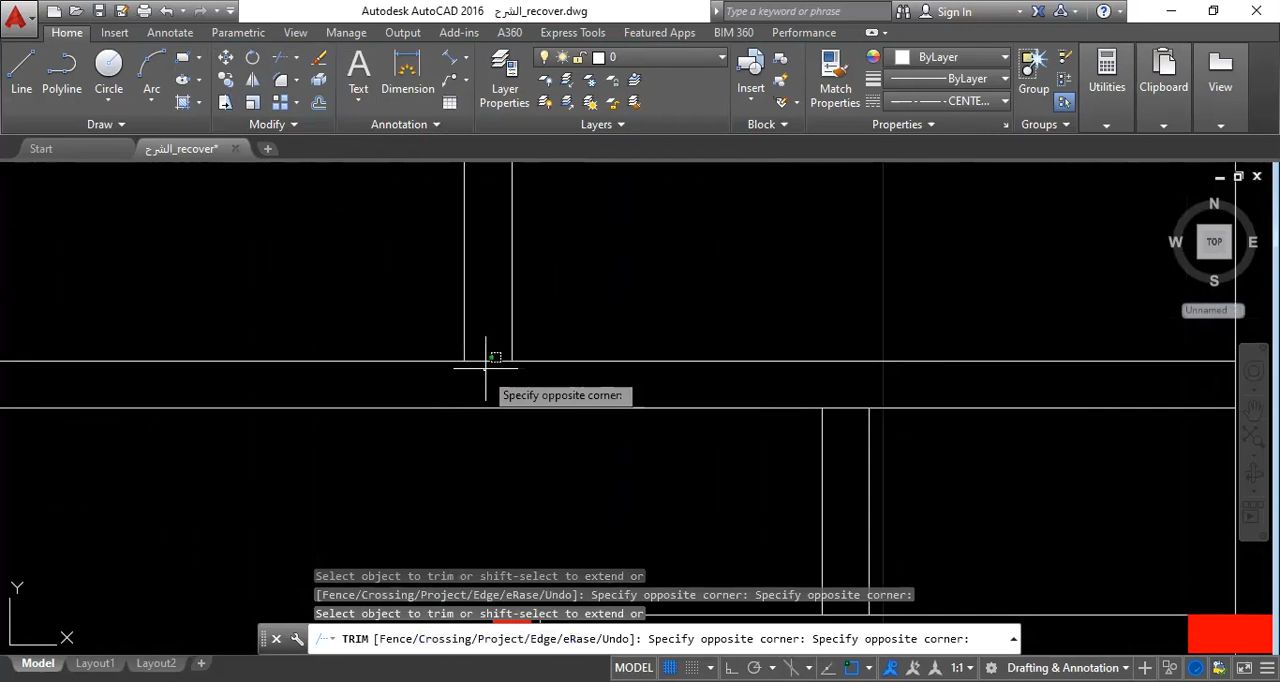 Autodesk AutoCAD 2016 الشرح_recover.dwg
Type a keyword or phrase
Sign In
Home Insert Annotate Parametric View Manage Output Add-ins A360 Express Tools Featured Apps BIM 360 Performance
0
ByLayer
ByLayer
CENTE...
Line Polyline Circle Arc
Text Dimension
Layer Properties
Insert
Match Properties
Group
Utilities
Clipboard
View
Draw Modify Annotation Layers Block Properties Groups
Start
الشرح_recover*
N
W TOP E
S
Unnamed
Specify opposite corner:
Select object to trim or shift-select to extend or
[Fence/Crossing/Project/Edge/eRase/Undo]: Specify opposite corner: Specify opposite corner:
Select object to trim or shift-select to extend or
TRIM [Fence/Crossing/Project/Edge/eRase/Undo]: Specify opposite corner: Specify opposite corner:
Y
X
Model Layout1 Layout2
MODEL
1:1
Drafting & Annotation